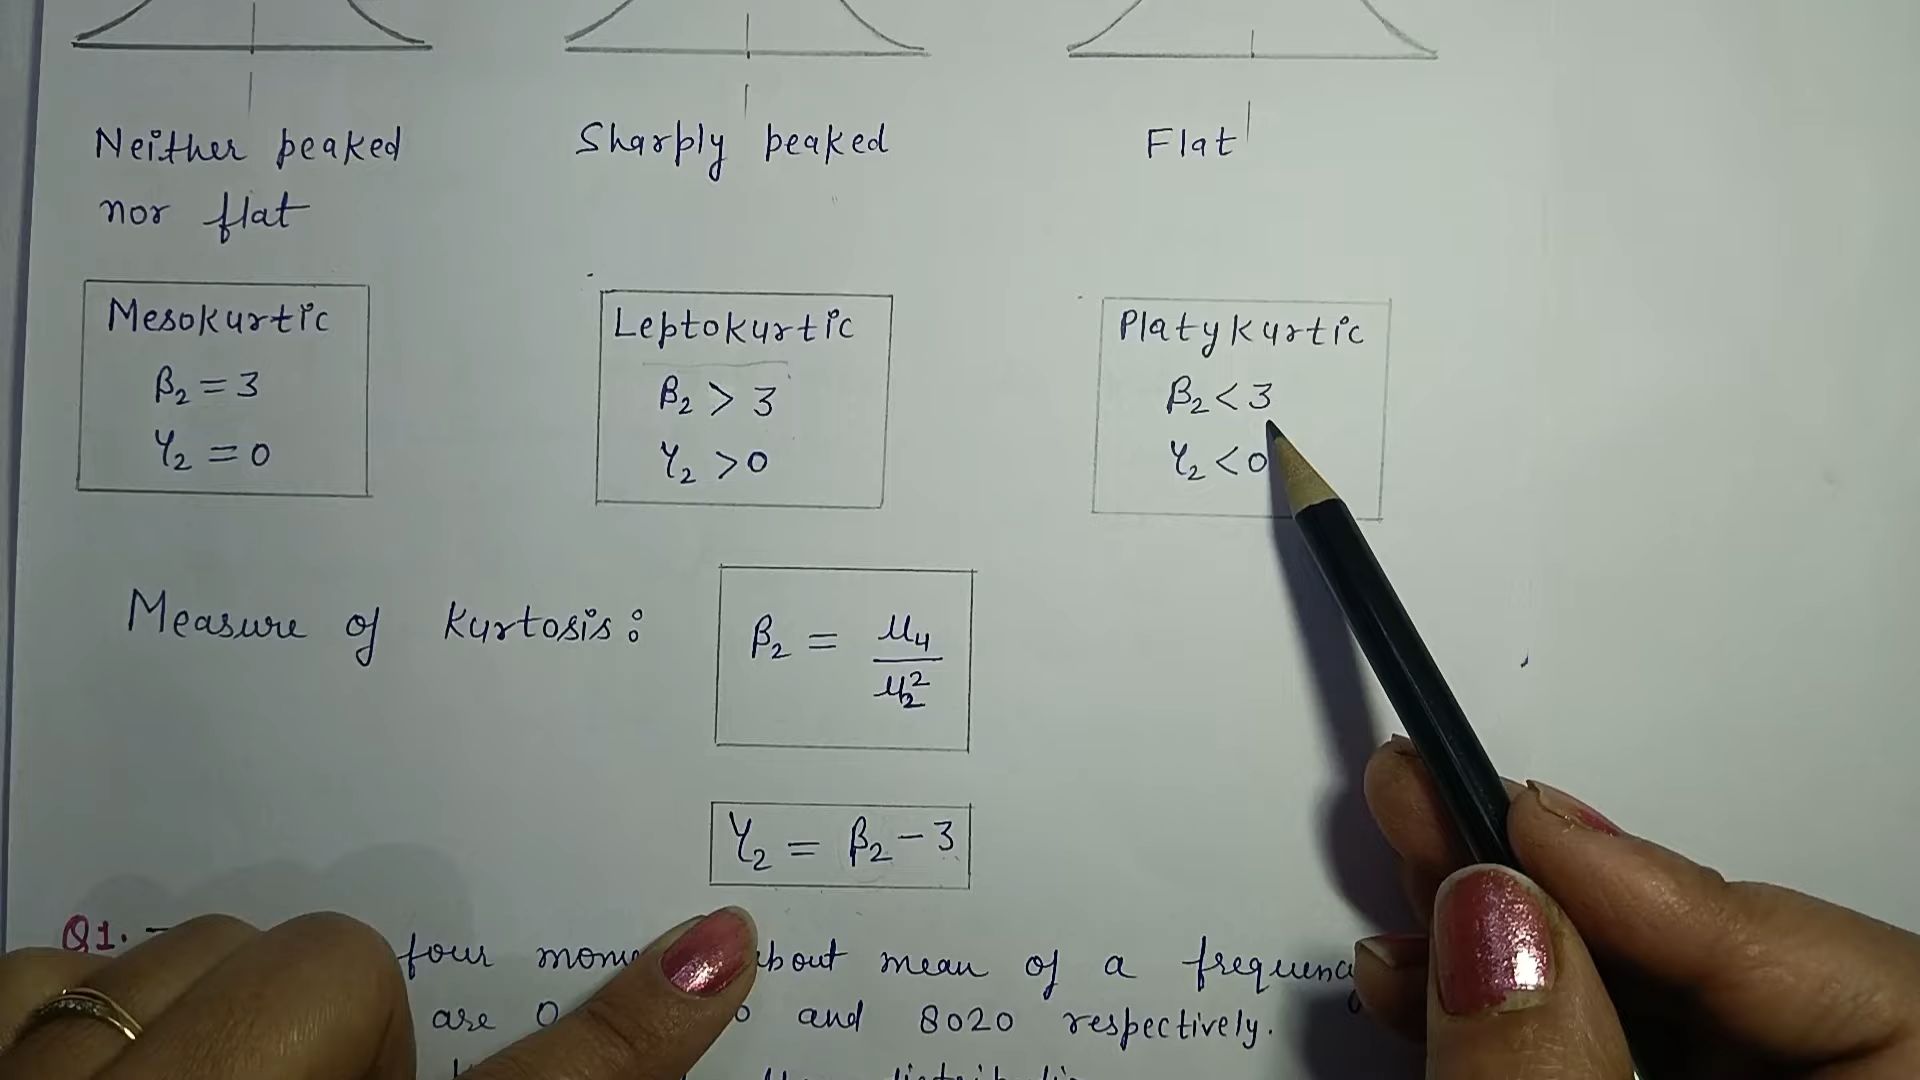 Neither peaked
nor flat
Sharply peaked
Flat
Mesokurtic
β₂ = 3
γ₂ = 0
Leptokurtic
β₂ > 3
γ₂ > 0
Platykurtic
β₂ < 3
γ₂ < 0
Measure of Kurtosis:
β₂ = μ₄ / μ₂²
γ₂ = β₂ - 3
Q1. four about mean of a
are 0 and 8020 respectively.